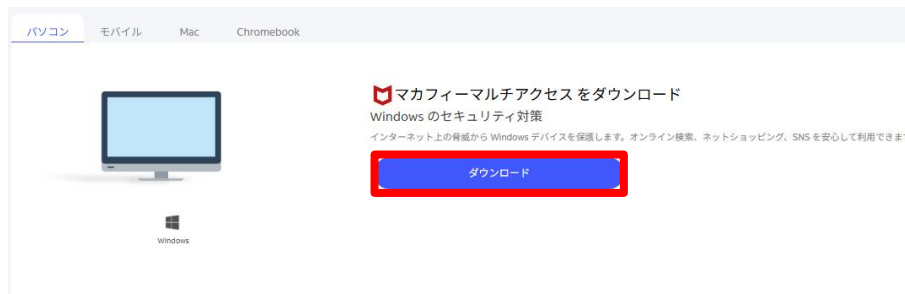 パソコン
モバイル
Mac
Chromebook
マカフィーマルチアクセス をダウンロード
Windows のセキュリティ対策
インターネット上の脅威から Windows デバイスを保護します。オンライン検索、ネットショッピング、SNS を安心して利用できます
ダウンロード
Windows